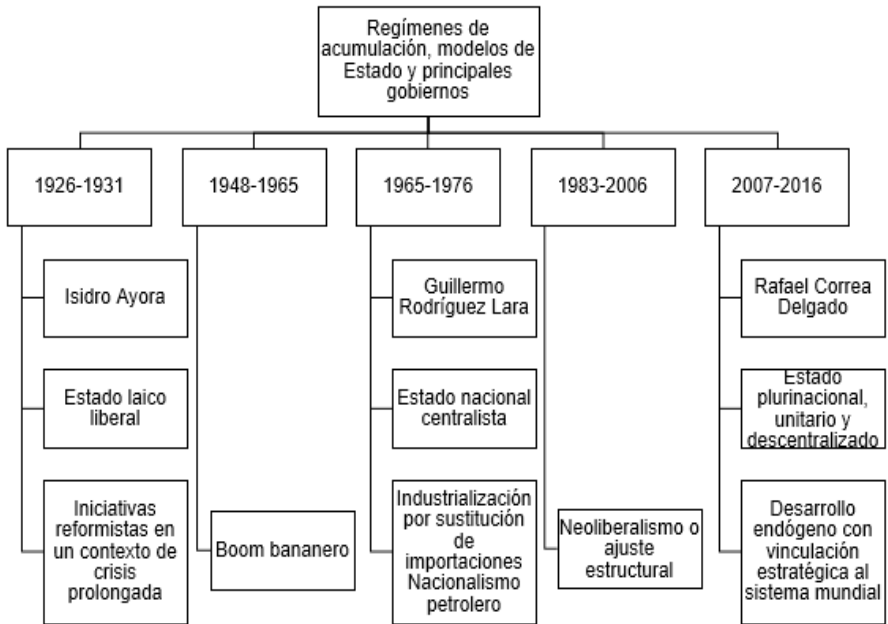 Regímenes de
acumulación, modelos de
Estado y principales
gobiernos
1926-1931
1948-1965
1965-1976
1983-2006
2007-2016
Isidro Ayora
Guillermo
Rodríguez Lara
Rafael Correa
Delgado
Estado laico
liberal
Estado nacional
centralista
Estado
plurinacional,
unitario y
descentralizado
Iniciativas
reformistas en
un contexto de
crisis
prolongada
Boom bananero
Industrialización
por sustitución
de
importaciones
Nacionalismo
petrolero
Neoliberalismo o
ajuste
estructural
Desarrollo
endógeno con
vinculación
estratégica al
sistema mundial